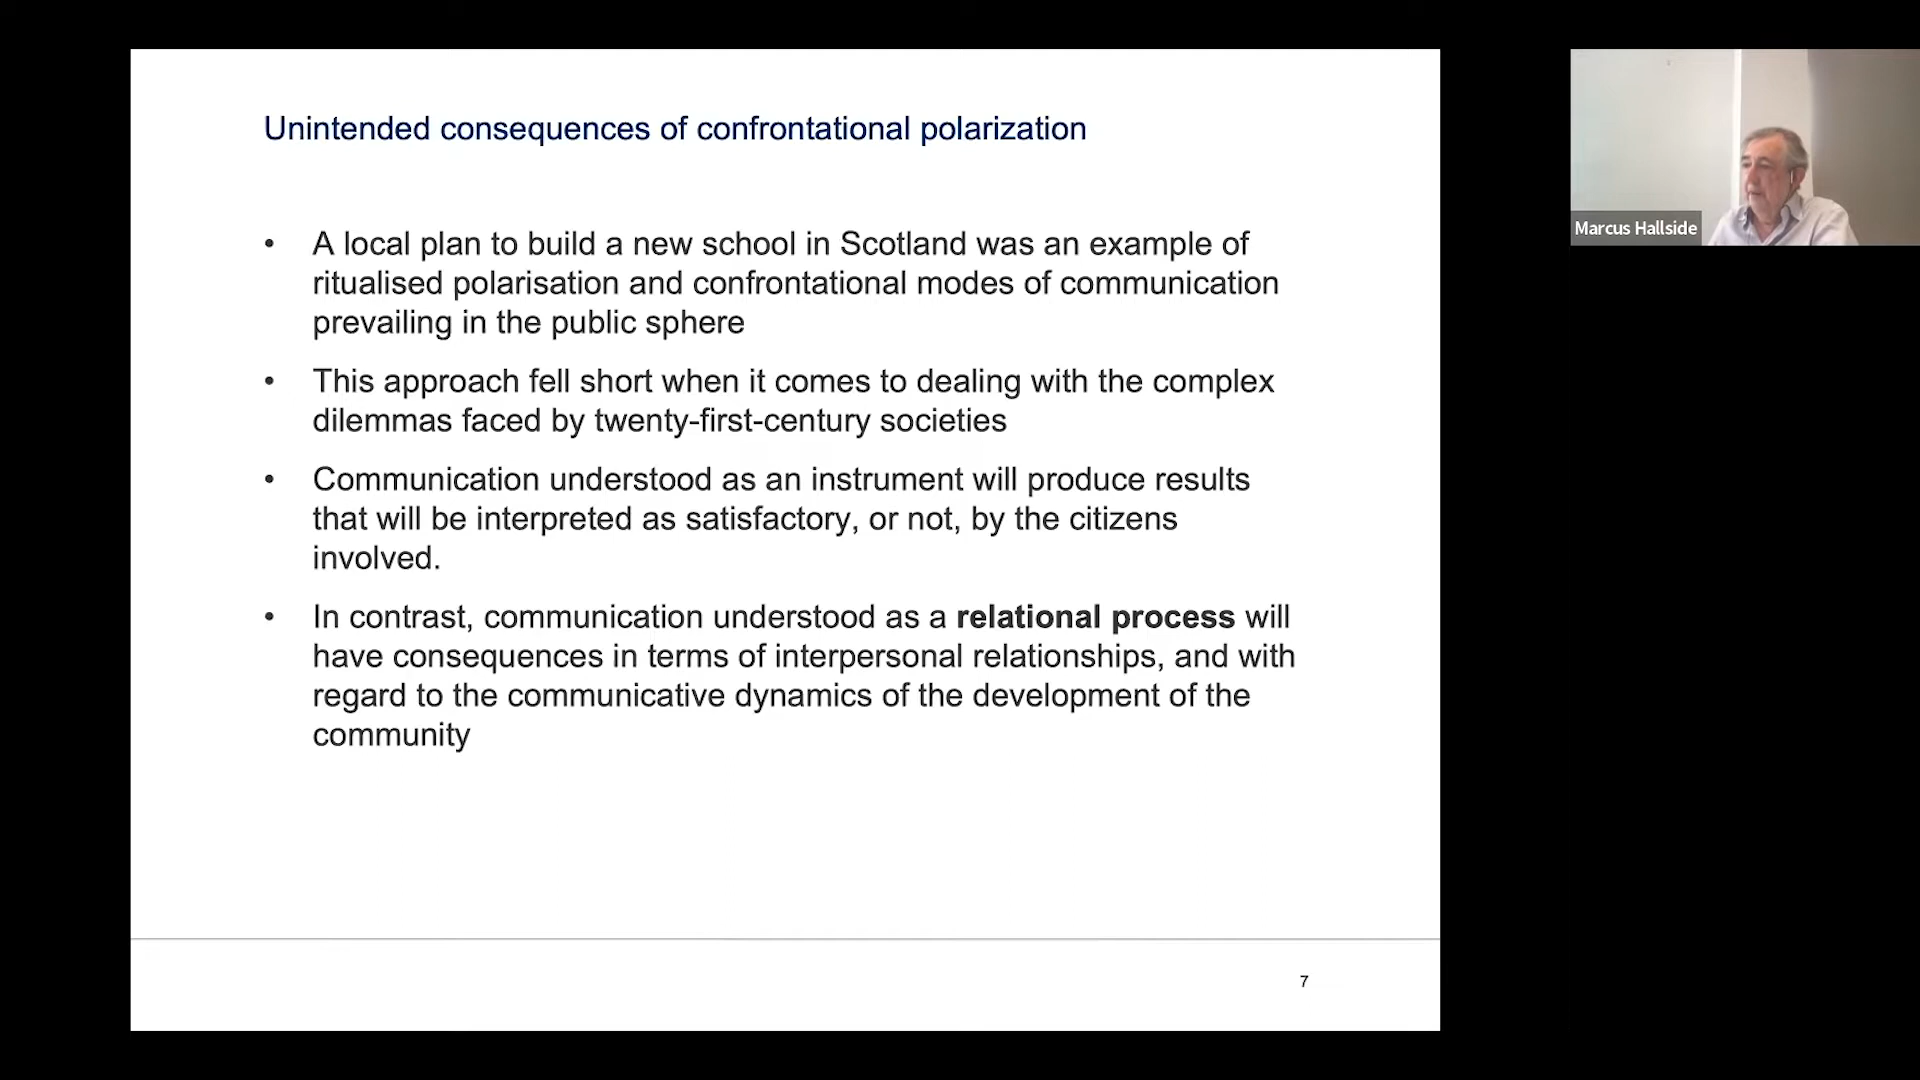 Unintended consequences of confrontational polarization
• A local plan to build a new school in Scotland was an example of
ritualised polarisation and confrontational modes of communication
prevailing in the public sphere
• This approach fell short when it comes to dealing with the complex
dilemmas faced by twenty-first-century societies
• Communication understood as an instrument will produce results
that will be interpreted as satisfactory, or not, by the citizens
involved.
• In contrast, communication understood as a relational process will
have consequences in terms of interpersonal relationships, and with
regard to the communicative dynamics of the development of the
community
7
Marcus Hallside